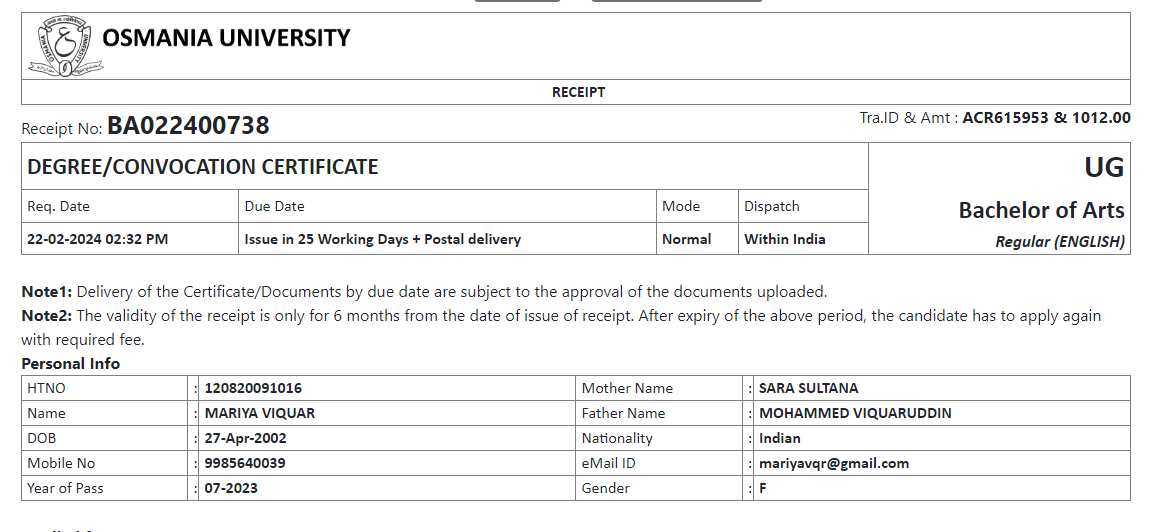 OSMANIA UNIVERSITY
RECEIPT
Receipt No: BA022400738
Tra.ID & Amt : ACR615953 & 1012.00
DEGREE/CONVOCATION CERTIFICATE
UG
Req. Date Due Date Mode Dispatch
Bachelor of Arts
22-02-2024 02:32 PM Issue in 25 Working Days + Postal delivery Normal Within India
Regular (ENGLISH)
Note1: Delivery of the Certificate/Documents by due date are subject to the approval of the documents uploaded.
Note2: The validity of the receipt is only for 6 months from the date of issue of receipt. After expiry of the above period, the candidate has to apply again
with required fee.
Personal Info
HTNO : 120820091016 Mother Name : SARA SULTANA
Name : MARIYA VIQUAR Father Name : MOHAMMED VIQUARUDDIN
DOB : 27-Apr-2002 Nationality : Indian
Mobile No : 9985640039 eMail ID : mariyavqr@gmail.com
Year of Pass : 07-2023 Gender : F